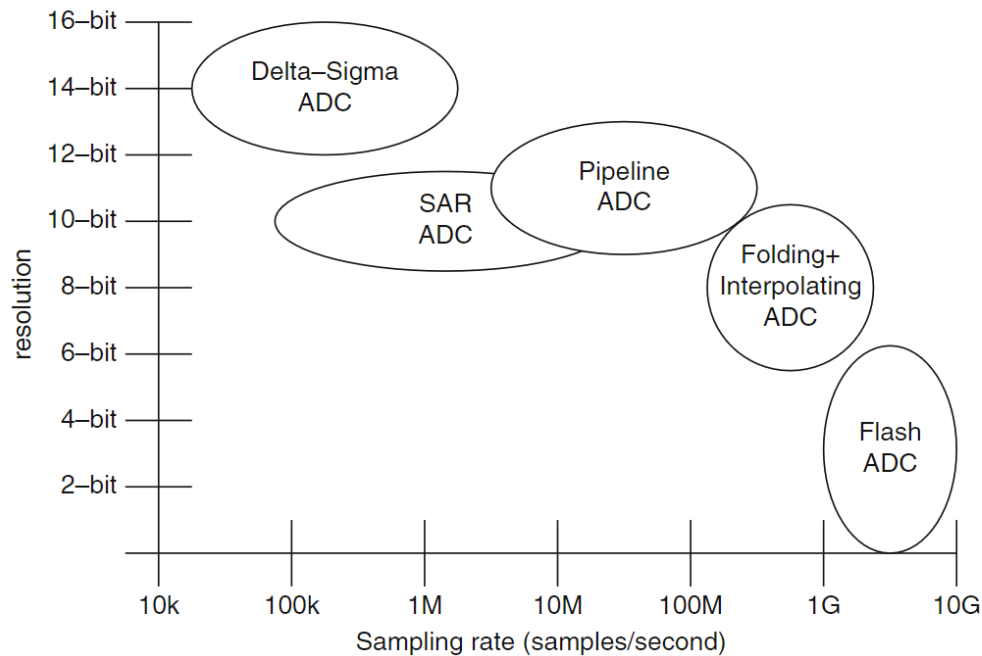 16–bit
14–bit
12–bit
10–bit
8–bit
6–bit
4–bit
2–bit
resolution
Delta–Sigma
ADC
SAR
ADC
Pipeline
ADC
Folding+
Interpolating
ADC
Flash
ADC
10k
100k
1M
10M
100M
1G
10G
Sampling rate (samples/second)